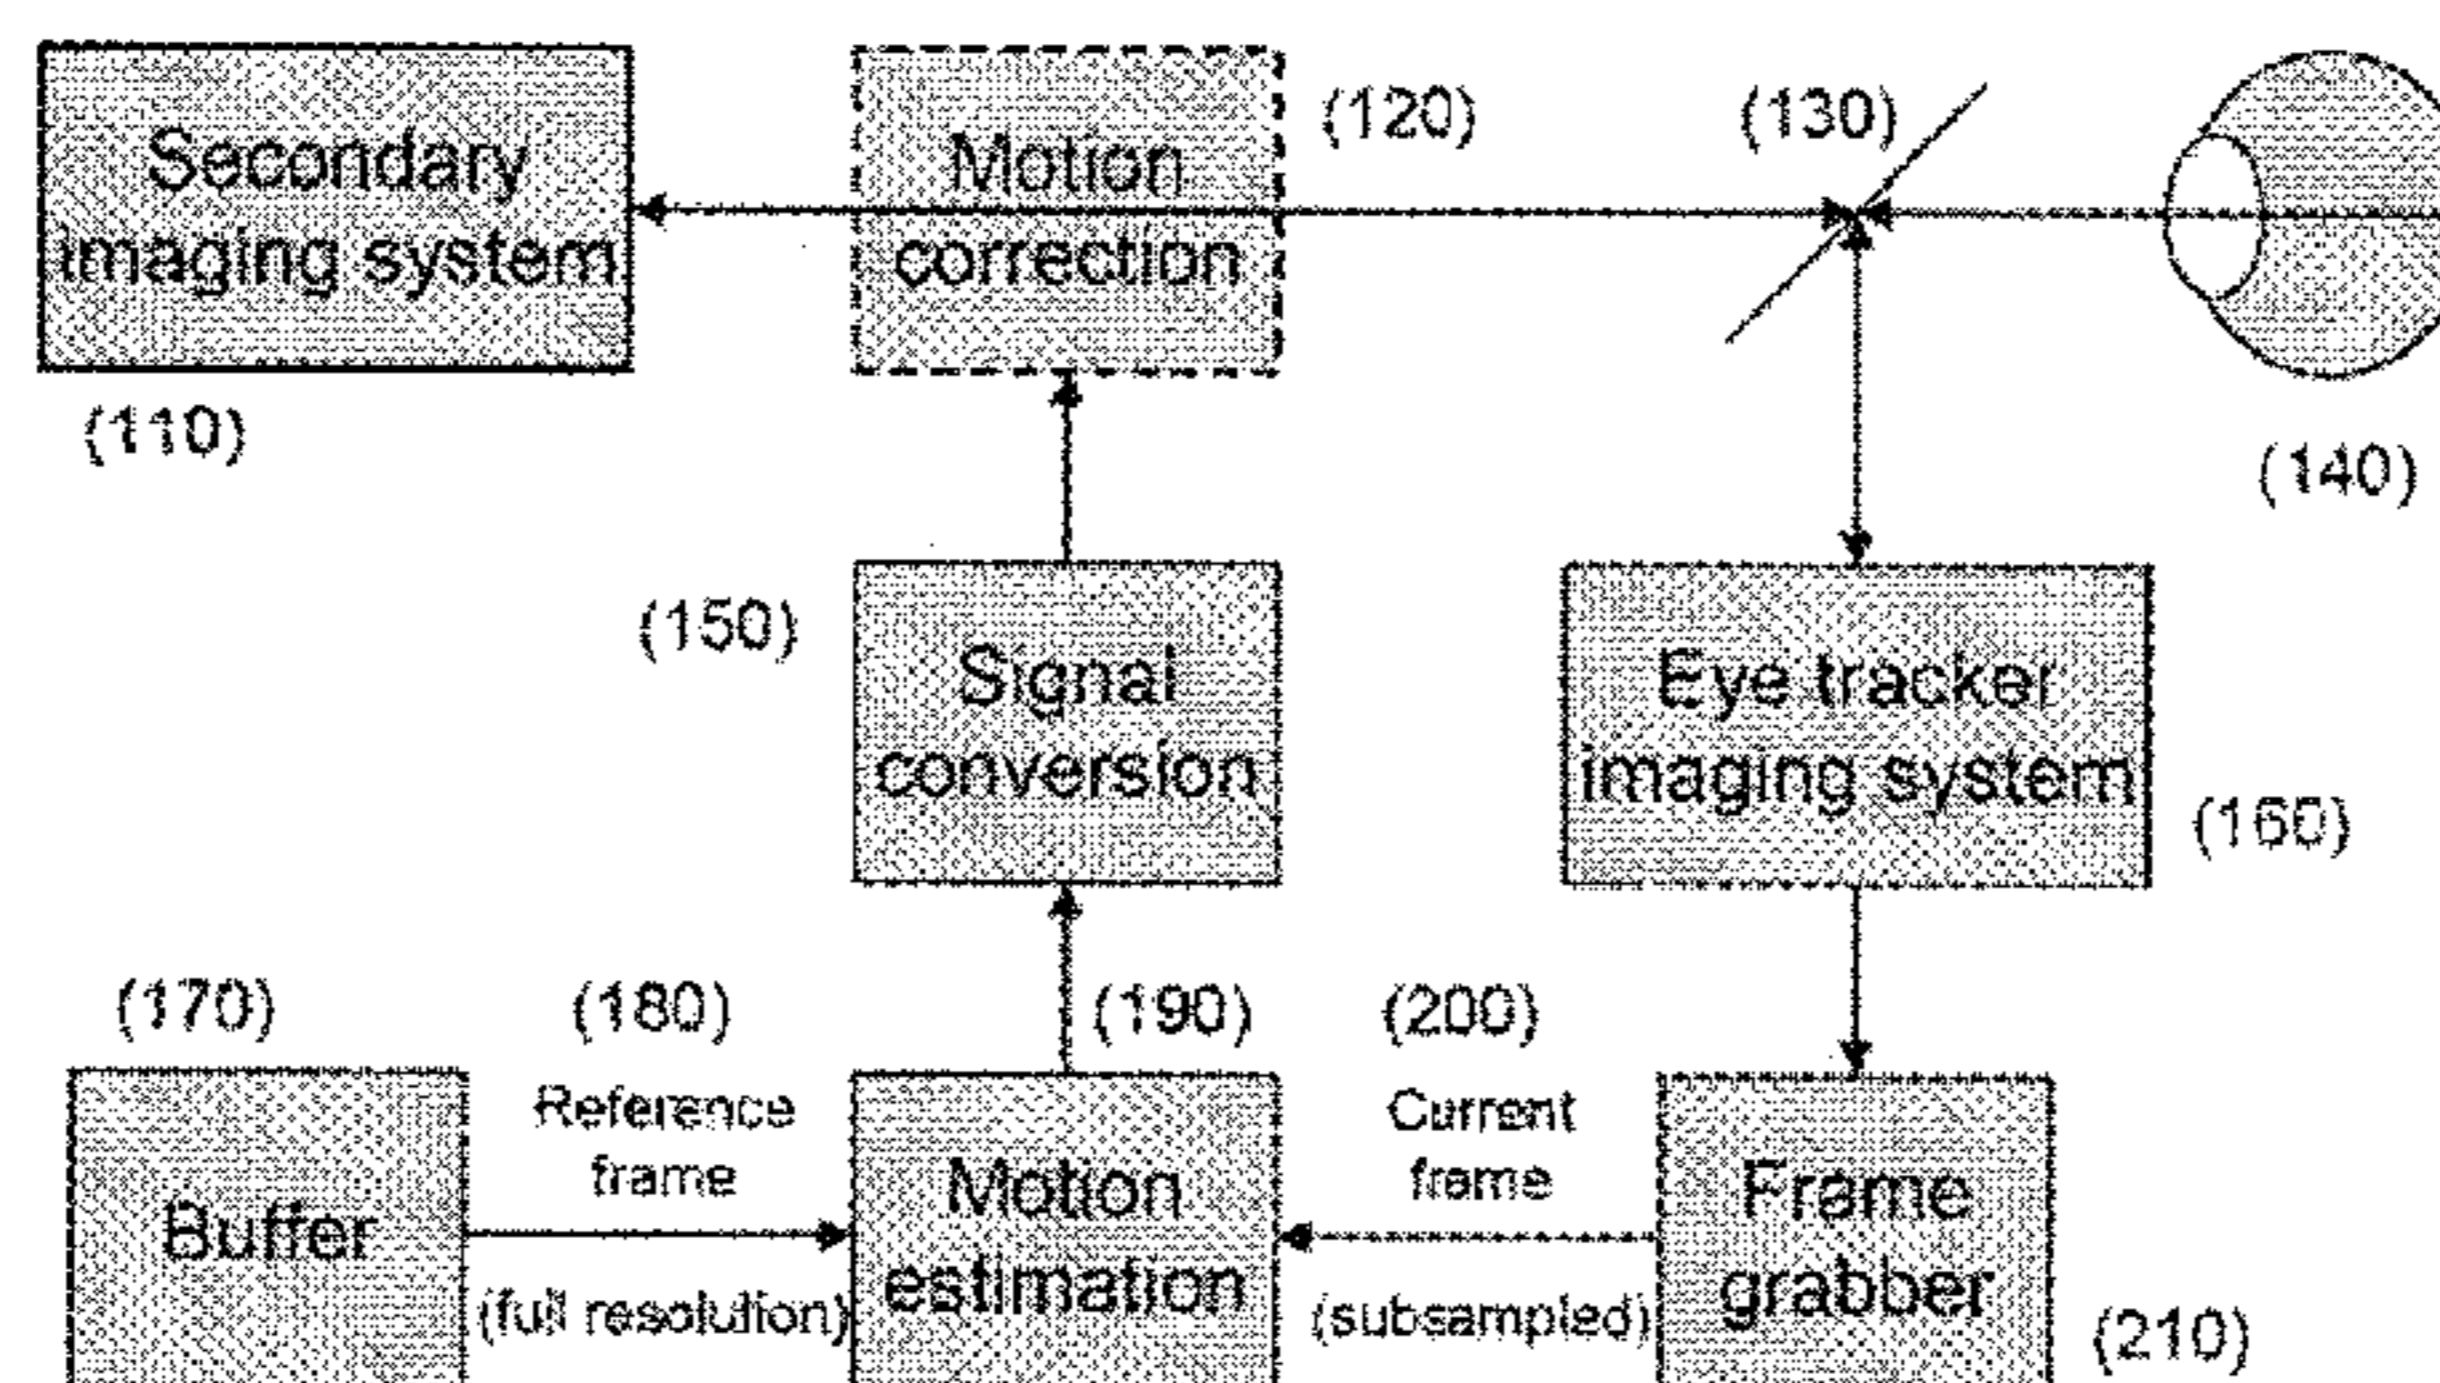 Secondary
imaging system
(110)
Motion
correction
(120)
(130)
(140)
(150)
Signal
conversion
Eye tracker
imaging system
(160)
(170)
(180)
(190)
(200)
Buffer
Reference
frame
(full resolution)
Motion
estimation
Current
frame
(subsampled)
Frame
grabber
(210)